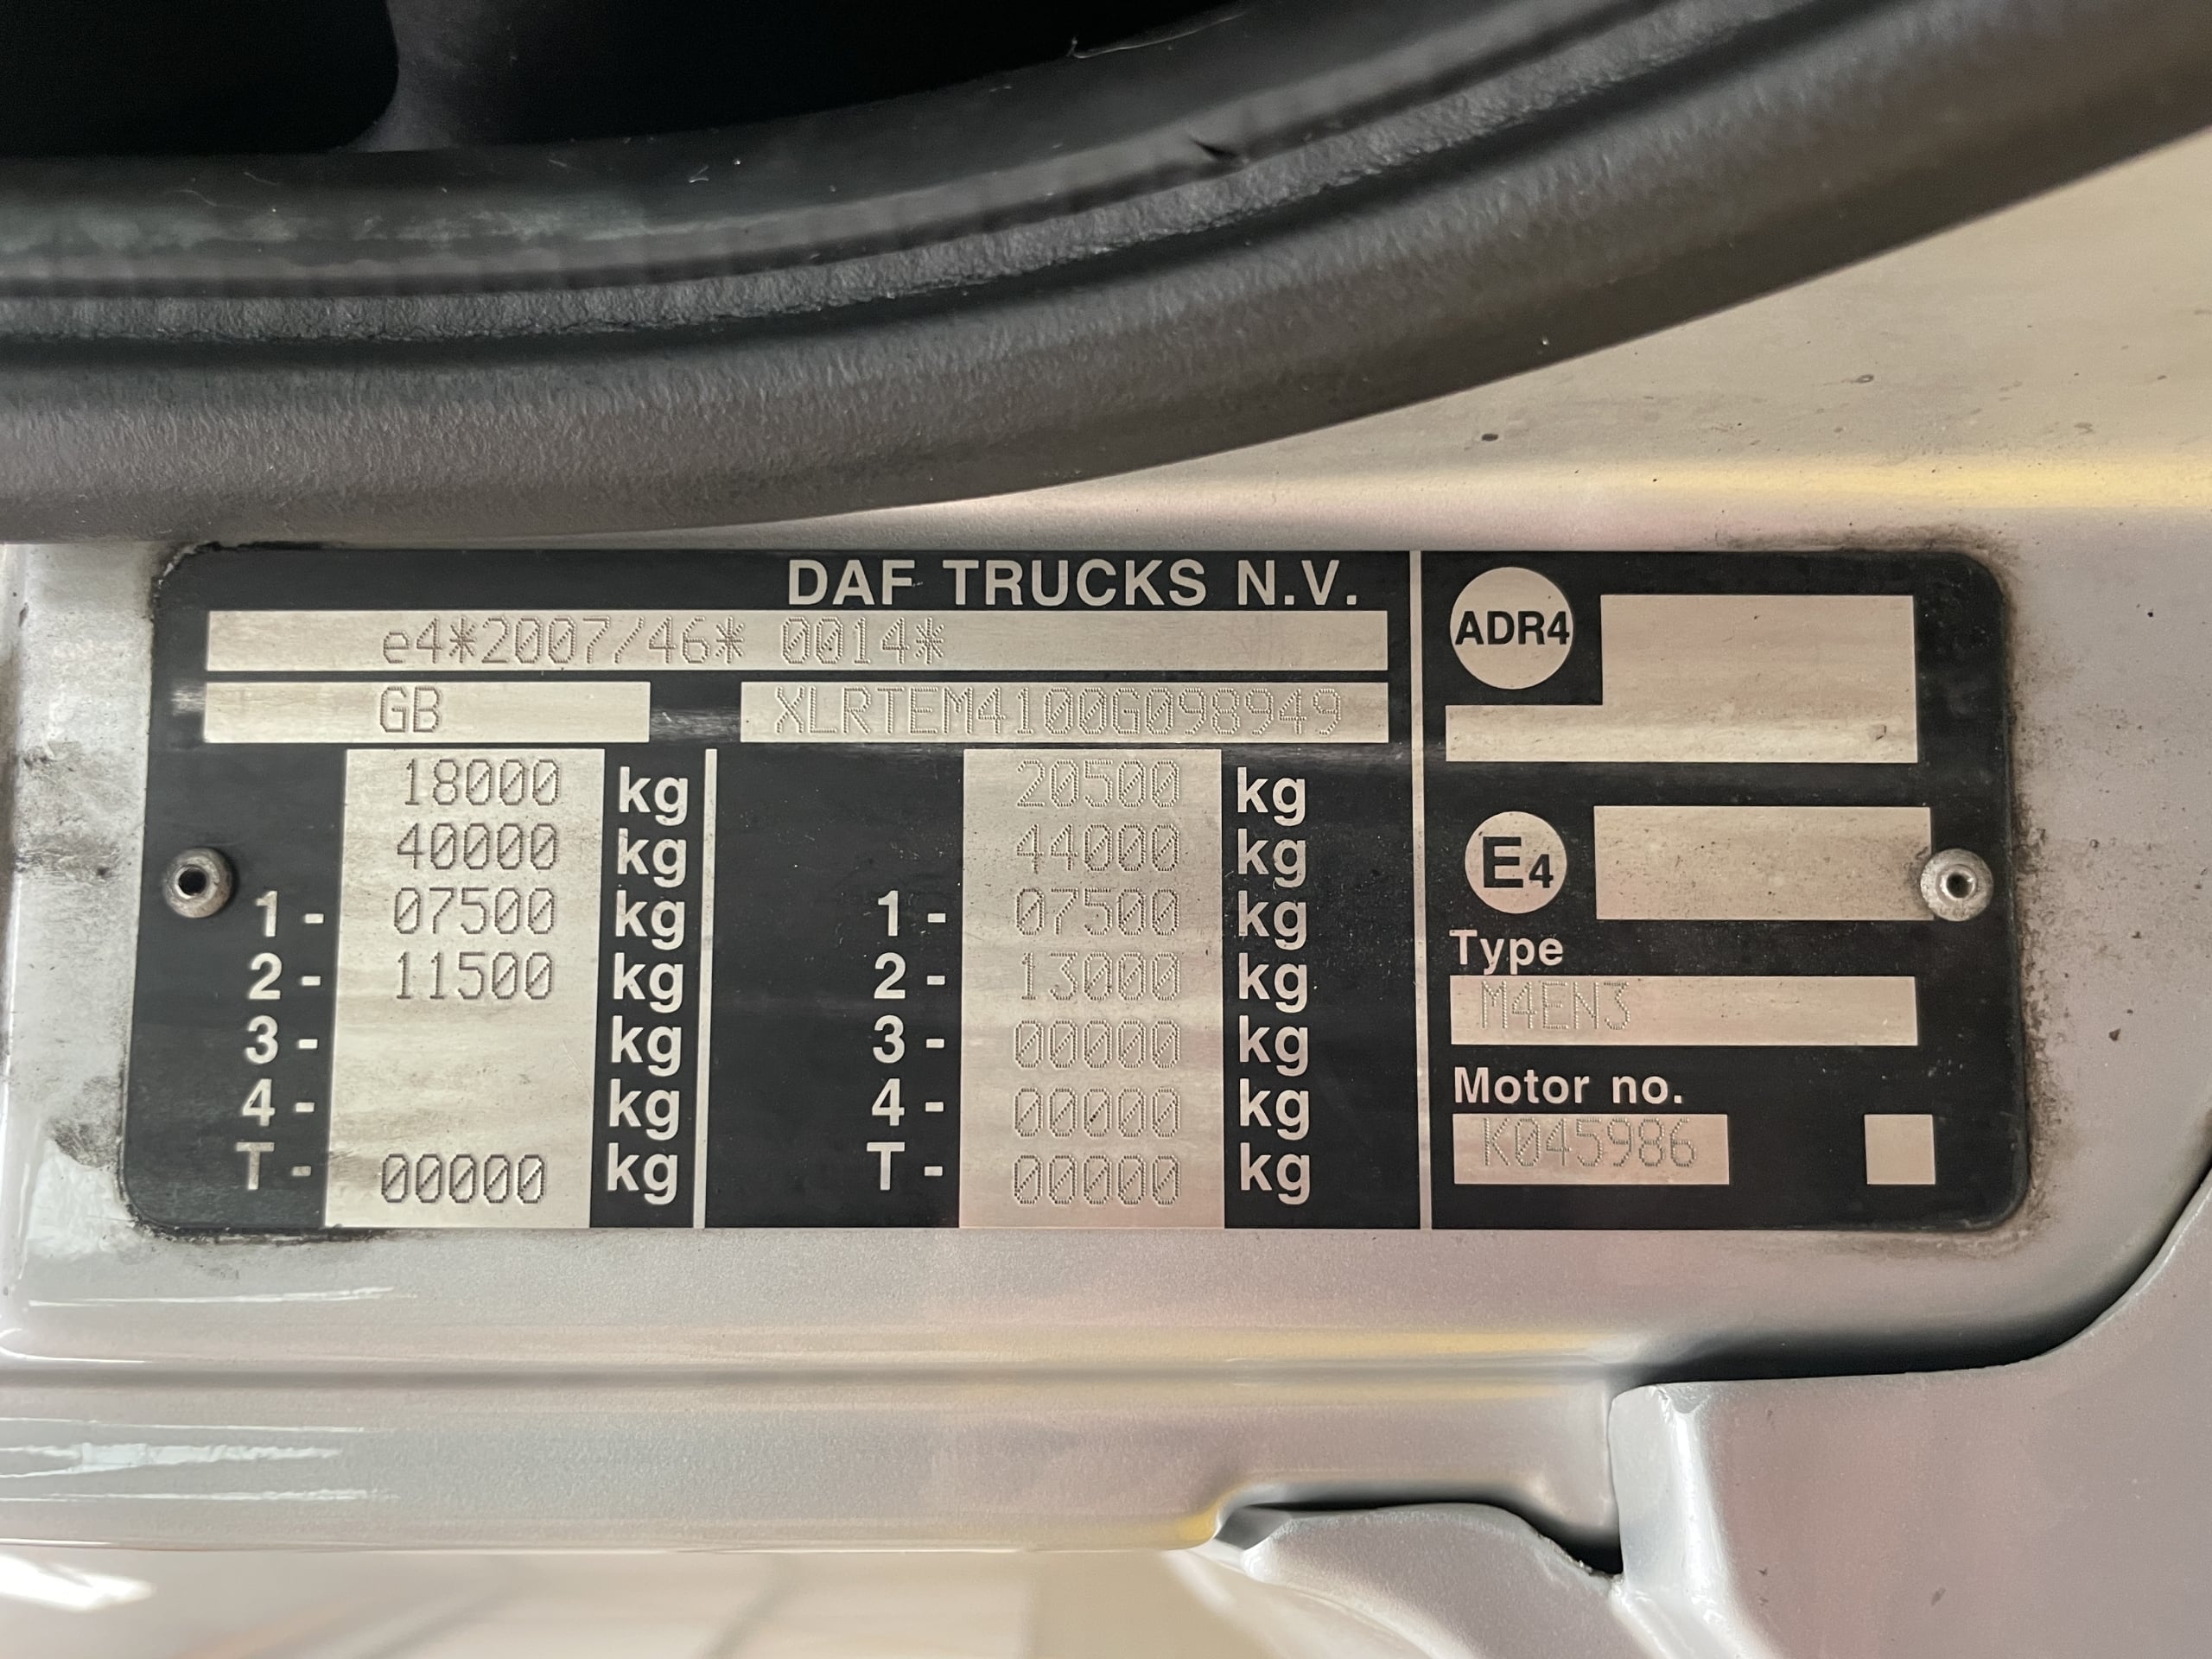 DAF TRUCKS N.V.
e4*2007/46* 0014*
GB XLRTEM4100G098949
18000 kg 20500 kg
40000 kg 44000 kg
1- 07500 kg 1- 07500 kg
2- 11500 kg 2- 13000 kg
3- kg 3- 00000 kg
4- kg 4- 00000 kg
T- 00000 kg T- 00000 kg
ADR4
E4
Type
M4EN3
Motor no.
K045986